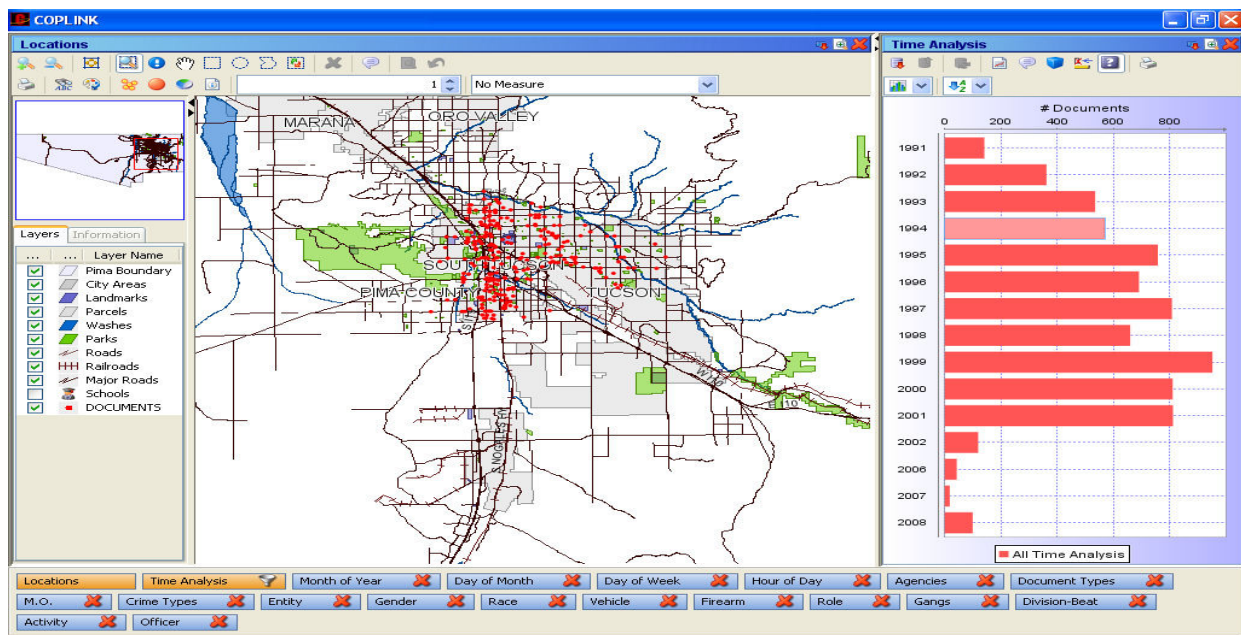 COPLINK
Locations
1 No Measure
MARANA
ORO VALLEY
SOUTH TUCSON
PIMA COUNTY
TUCSON
E I10
S NOGALES HY
Layers Information
... ... Layer Name
Pima Boundary
City Areas
Landmarks
Parcels
Washes
Parks
Roads
Railroads
Major Roads
Schools
DOCUMENTS
Time Analysis
# Documents
0 200 400 600 800
1991
1992
1993
1994
1995
1996
1997
1998
1999
2000
2001
2002
2006
2007
2008
All Time Analysis
Locations Time Analysis Month of Year Day of Month Day of Week Hour of Day Agencies Document Types
M.O. Crime Types Entity Gender Race Vehicle Firearm Role Gangs Division-Beat
Activity Officer